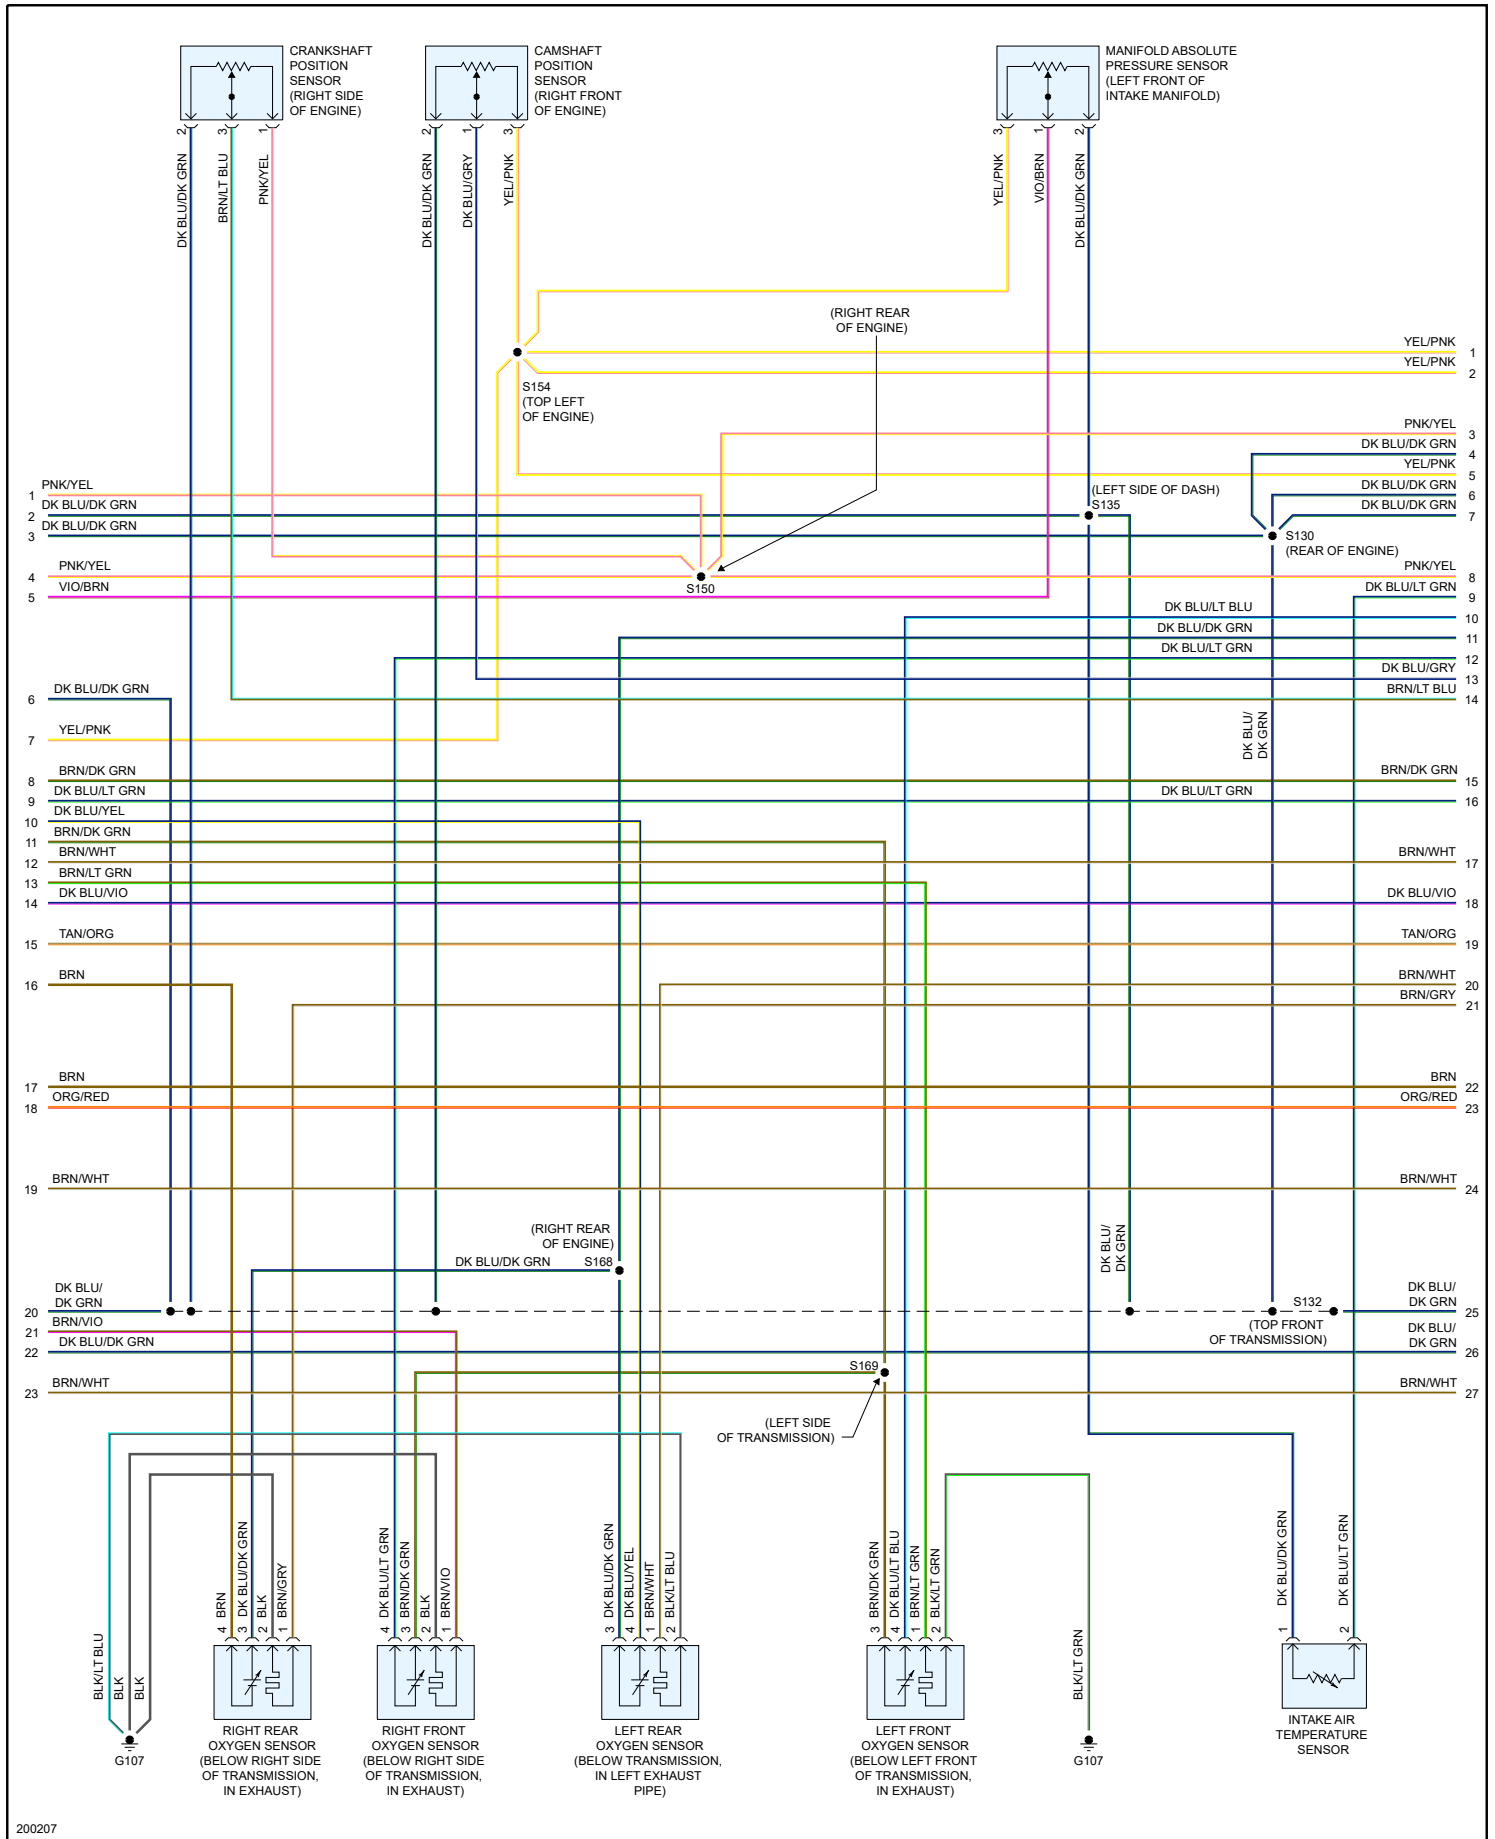 CRANKSHAFT
POSITION
SENSOR
(RIGHT SIDE
OF ENGINE)
CAMSHAFT
POSITION
SENSOR
(RIGHT FRONT
OF ENGINE)
MANIFOLD ABSOLUTE
PRESSURE SENSOR
(LEFT FRONT OF
INTAKE MANIFOLD)
2
3
1
2
1
3
3
1
2
DK BLU/DK GRN
BRN/LT BLU
PNK/YEL
DK BLU/DK GRN
DK BLU/GRY
YEL/PNK
YEL/PNK
VIO/BRN
DK BLU/DK GRN
(RIGHT REAR
OF ENGINE)
YEL/PNK 1
YEL/PNK 2
S154
(TOP LEFT
OF ENGINE)
PNK/YEL 3
DK BLU/DK GRN 4
YEL/PNK 5
1 PNK/YEL
(LEFT SIDE OF DASH)
S135
DK BLU/DK GRN 6
2 DK BLU/DK GRN
DK BLU/DK GRN 7
3 DK BLU/DK GRN
S130
(REAR OF ENGINE)
4 PNK/YEL
S150
PNK/YEL 8
5 VIO/BRN
DK BLU/LT GRN 9
DK BLU/LT BLU 10
DK BLU/DK GRN 11
DK BLU/LT GRN 12
DK BLU/GRY 13
6 DK BLU/DK GRN
BRN/LT BLU 14
DK BLU/
DK GRN
7 YEL/PNK
8 BRN/DK GRN
BRN/DK GRN 15
9 DK BLU/LT GRN
DK BLU/LT GRN 16
10 DK BLU/YEL
11 BRN/DK GRN
12 BRN/WHT
BRN/WHT 17
13 BRN/LT GRN
14 DK BLU/VIO
DK BLU/VIO 18
15 TAN/ORG
TAN/ORG 19
16 BRN
BRN/WHT 20
BRN/GRY 21
17 BRN
BRN 22
18 ORG/RED
ORG/RED 23
19 BRN/WHT
BRN/WHT 24
(RIGHT REAR
OF ENGINE)
DK BLU/DK GRN S168
DK BLU/
DK GRN
20 DK BLU/
DK GRN
S132
(TOP FRONT
OF TRANSMISSION)
DK BLU/
DK GRN 25
21 BRN/VIO
22 DK BLU/DK GRN
DK BLU/
DK GRN 26
S169
23 BRN/WHT
BRN/WHT 27
(LEFT SIDE
OF TRANSMISSION)
BLK/LT BLU
BLK
BLK
BRN
DK BLU/DK GRN
BLK
BRN/GRY
DK BLU/LT GRN
BRN/DK GRN
BLK
BRN/VIO
DK BLU/DK GRN
DK BLU/YEL
BRN/WHT
BLK/LT BLU
BRN/DK GRN
DK BLU/LT BLU
BRN/LT GRN
BLK/LT GRN
BLK/LT GRN
DK BLU/DK GRN
DK BLU/LT GRN
4
3
2
1
4
3
2
1
3
4
1
2
3
4
1
2
1
2
G107
RIGHT REAR
OXYGEN SENSOR
(BELOW RIGHT SIDE
OF TRANSMISSION,
IN EXHAUST)
RIGHT FRONT
OXYGEN SENSOR
(BELOW RIGHT SIDE
OF TRANSMISSION,
IN EXHAUST)
LEFT REAR
OXYGEN SENSOR
(BELOW TRANSMISSION,
IN LEFT EXHAUST
PIPE)
LEFT FRONT
OXYGEN SENSOR
(BELOW LEFT FRONT
OF TRANSMISSION,
IN EXHAUST)
G107
INTAKE AIR
TEMPERATURE
SENSOR
200207